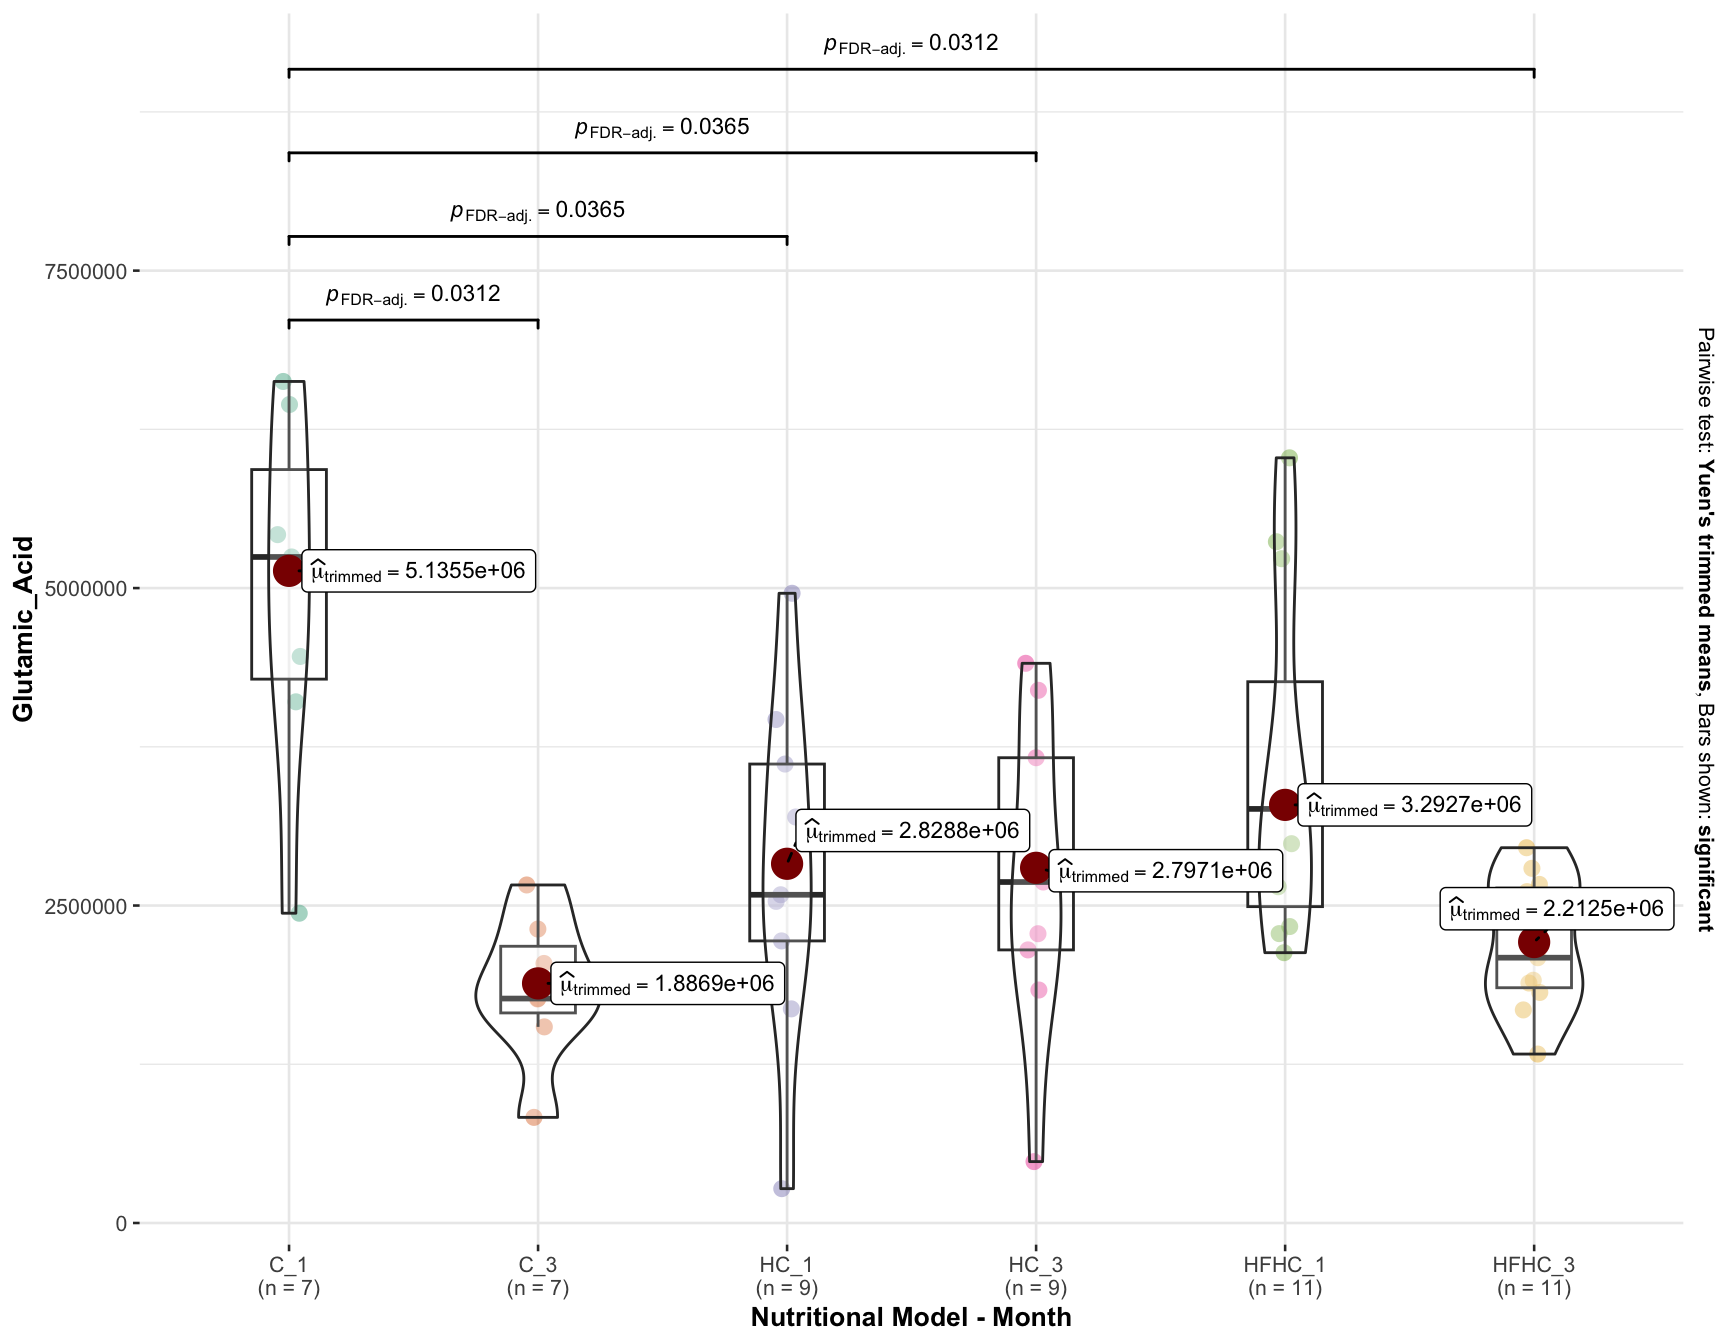 p FDR−adj. = 0.0312
p FDR−adj. = 0.0365
p FDR−adj. = 0.0365
p FDR−adj. = 0.0312
7500000
5000000
2500000
0
Glutamic_Acid
μ̂ trimmed = 5.1355e+06
μ̂ trimmed = 1.8869e+06
μ̂ trimmed = 2.8288e+06
μ̂ trimmed = 2.7971e+06
μ̂ trimmed = 3.2927e+06
μ̂ trimmed = 2.2125e+06
Pairwise test: Yuen's trimmed means, Bars shown: significant
C_1
(n = 7)
C_3
(n = 7)
HC_1
(n = 9)
HC_3
(n = 9)
HFHC_1
(n = 11)
HFHC_3
(n = 11)
Nutritional Model - Month